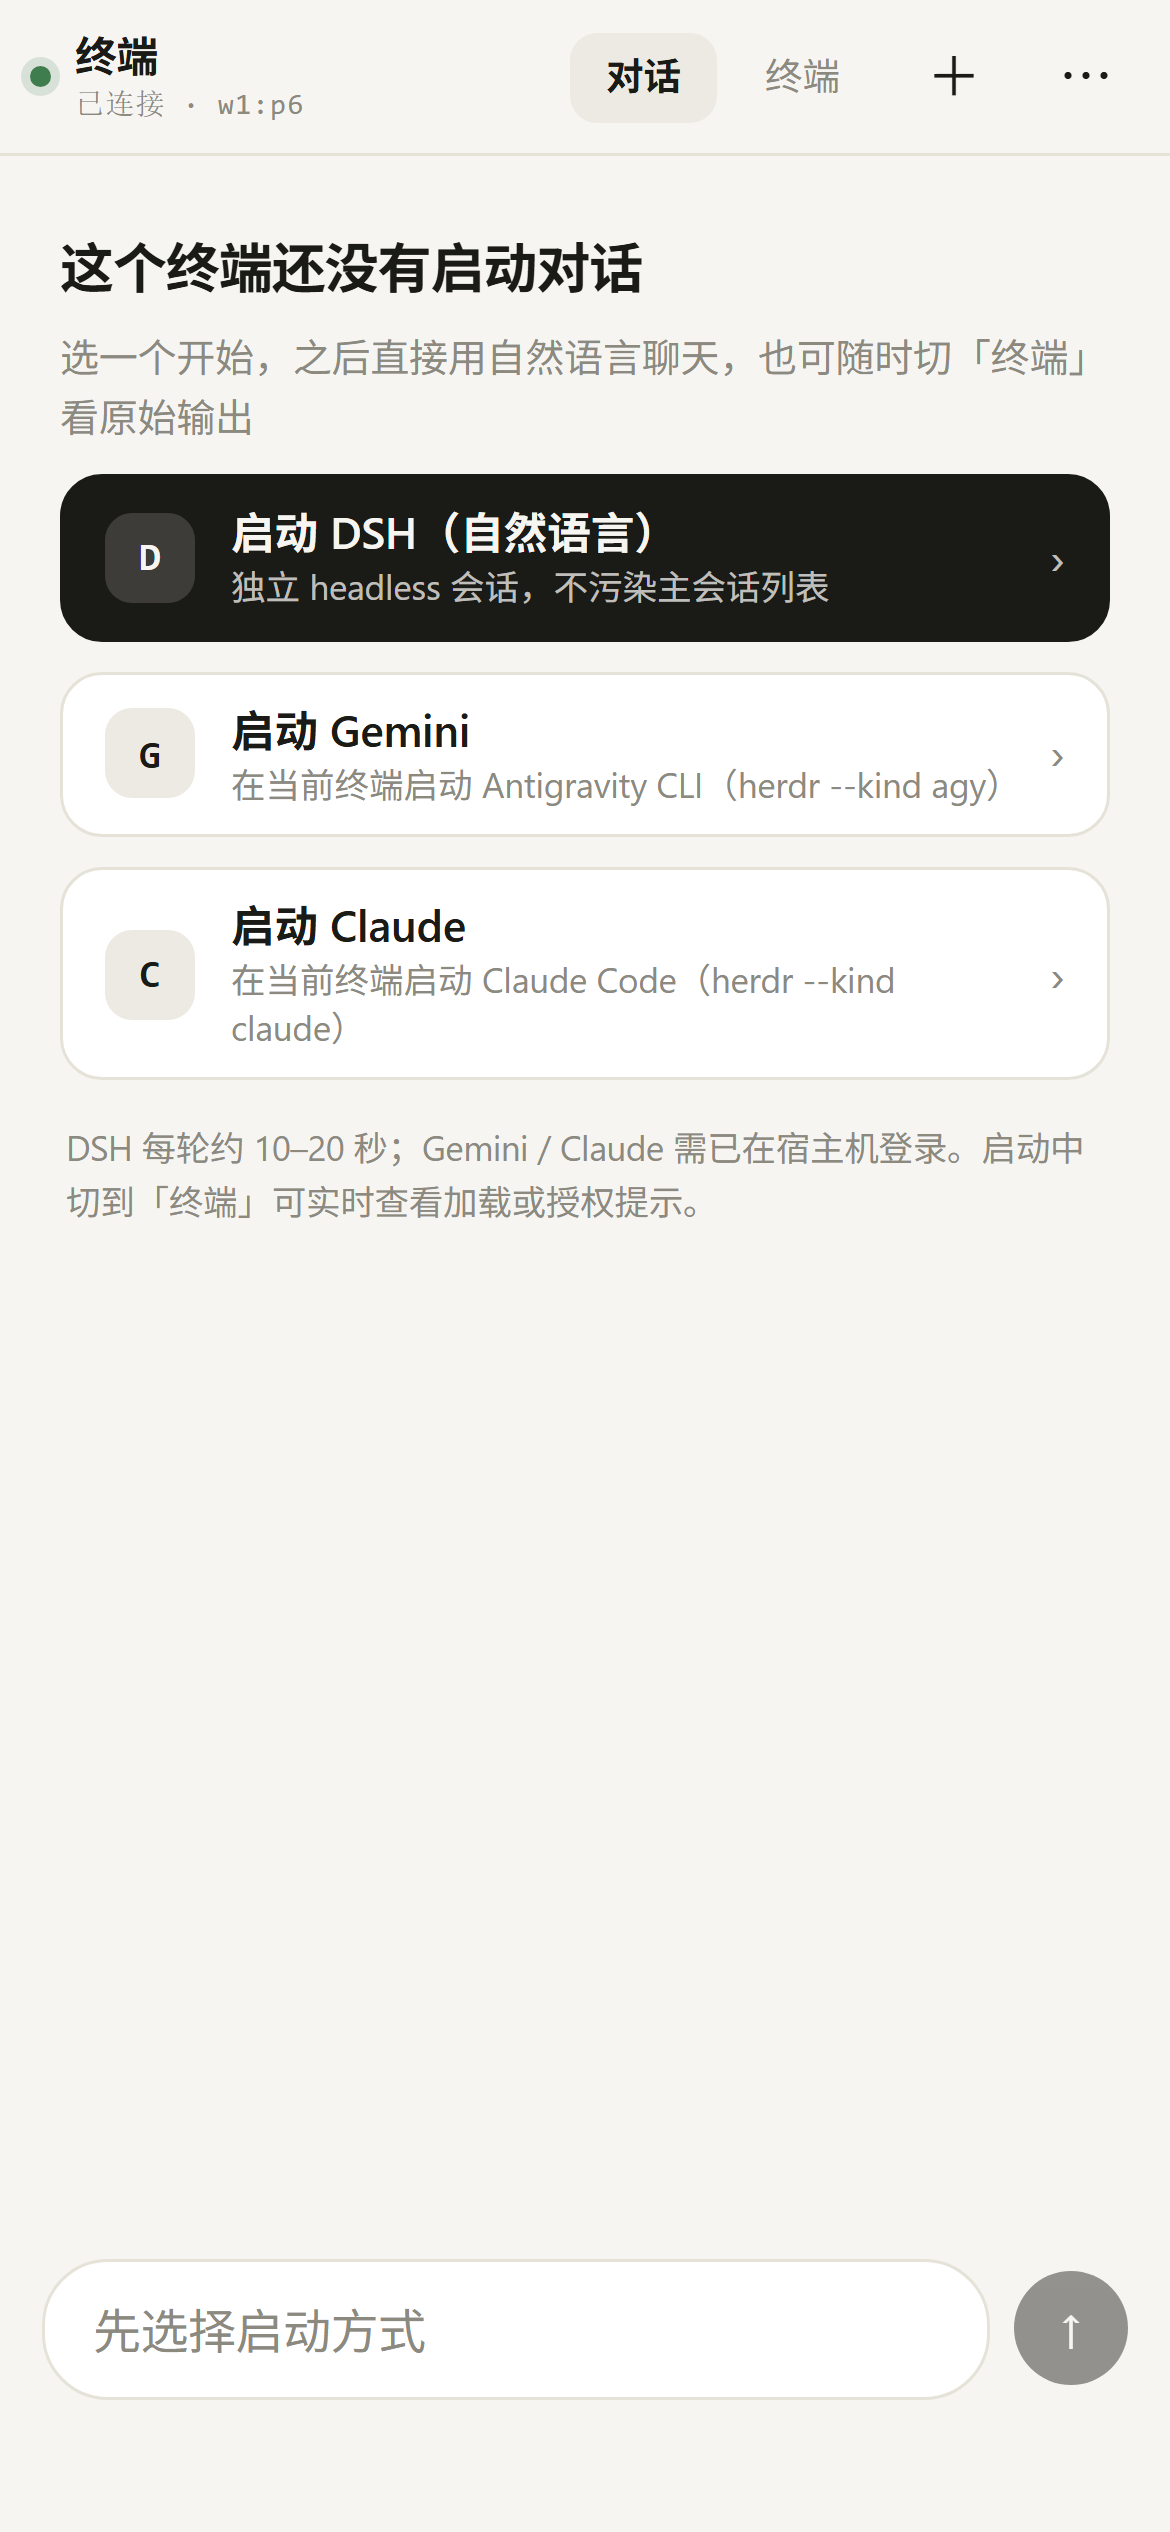 终端
已连接 · w1:p6
对话
终端
+
···
这个终端还没有启动对话
选一个开始，之后直接用自然语言聊天，也可随时切「终端」
看原始输出
D
启动 DSH（自然语言）
独立 headless 会话，不污染主会话列表
›
G
启动 Gemini
在当前终端启动 Antigravity CLI（herdr --kind agy）
›
C
启动 Claude
在当前终端启动 Claude Code（herdr --kind
claude）
›
DSH 每轮约 10–20 秒；Gemini / Claude 需已在宿主机登录。启动中
切到「终端」可实时查看加载或授权提示。
先选择启动方式
↑